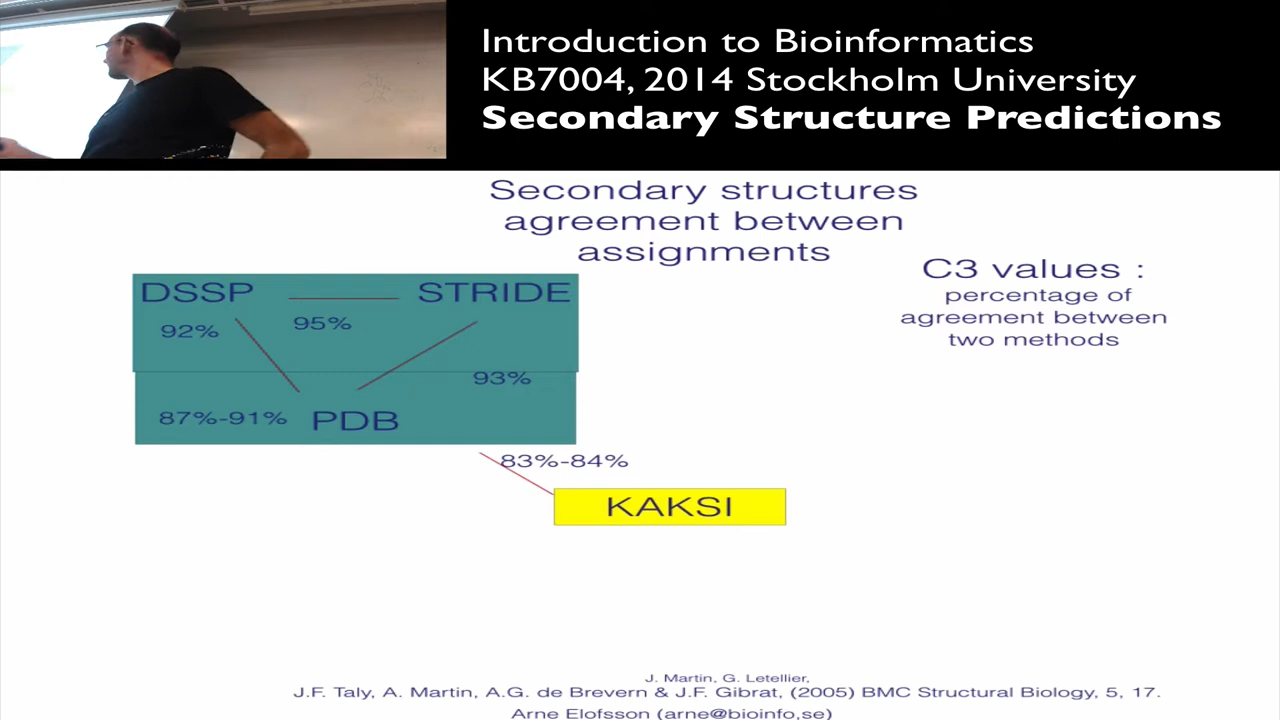 Introduction to Bioinformatics
KB7004, 2014 Stockholm University
Secondary Structure Predictions
Secondary structures
agreement between
assignments
C3 values :
percentage of
agreement between
two methods
DSSP
STRIDE
92%
95%
93%
87%-91%
PDB
83%-84%
KAKSI
J. Martin, G. Letellier,
J.F. Taly, A. Martin, A.G. de Brevern & J.F. Gibrat, (2005) BMC Structural Biology, 5, 17.
Arne Elofsson (arne@bioinfo,se)